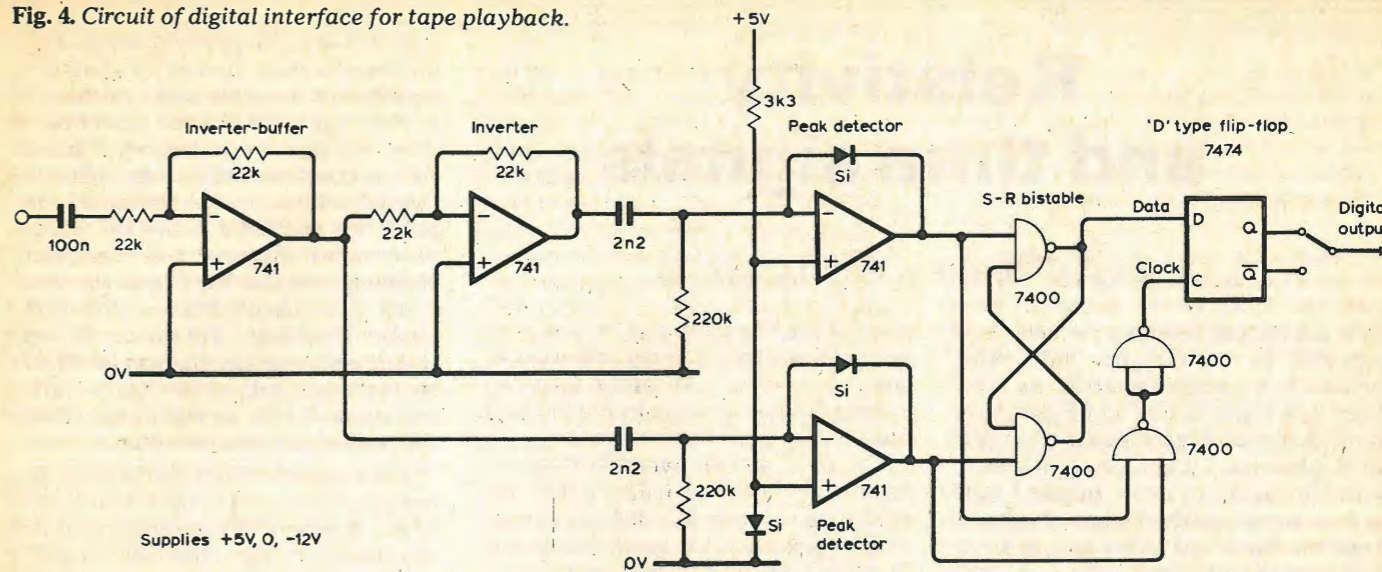 Fig. 4. Circuit of digital interface for tape playback.
+5V
3k3
Inverter-buffer
Inverter
Peak detector
'D' type flip-flop
7474
22k
22k
Si
S-R bistable
Data
D
Q
Digital
output
100n
22k
−
+
741
22k
−
+
741
2n2
−
+
741
7400
Clock
C
Q
220k
7400
0V
Si
2n2
−
+
741
7400
7400
220k
Si
Peak
detector
Supplies +5V, 0, -12V
0V